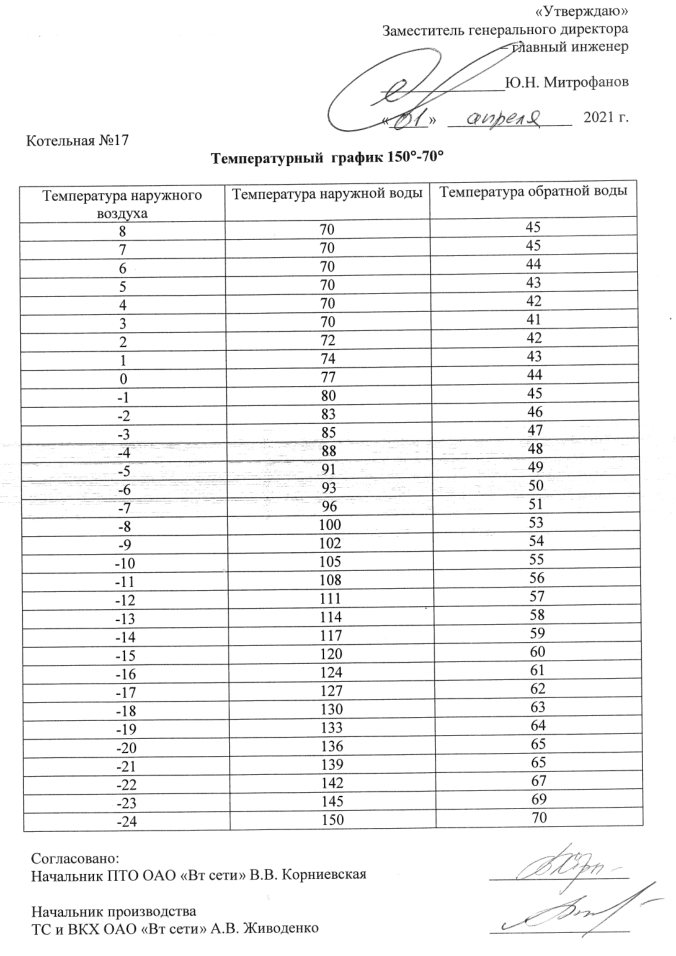 «Утверждаю»
Заместитель генерального директора
– главный инженер
Ю.Н. Митрофанов
«01» апреля 2021 г.
Котельная №17
Температурный график 150°-70°
Температура наружного воздуха Температура наружной воды Температура обратной воды
8 70 45
7 70 45
6 70 44
5 70 43
4 70 42
3 70 41
2 72 42
1 74 43
0 77 44
-1 80 45
-2 83 46
-3 85 47
-4 88 48
-5 91 49
-6 93 50
-7 96 51
-8 100 53
-9 102 54
-10 105 55
-11 108 56
-12 111 57
-13 114 58
-14 117 59
-15 120 60
-16 124 61
-17 127 62
-18 130 63
-19 133 64
-20 136 65
-21 139 65
-22 142 67
-23 145 69
-24 150 70
Согласовано:
Начальник ПТО ОАО «Вт сети» В.В. Корниевская
Начальник производства
ТС и ВКХ ОАО «Вт сети» А.В. Живоденко